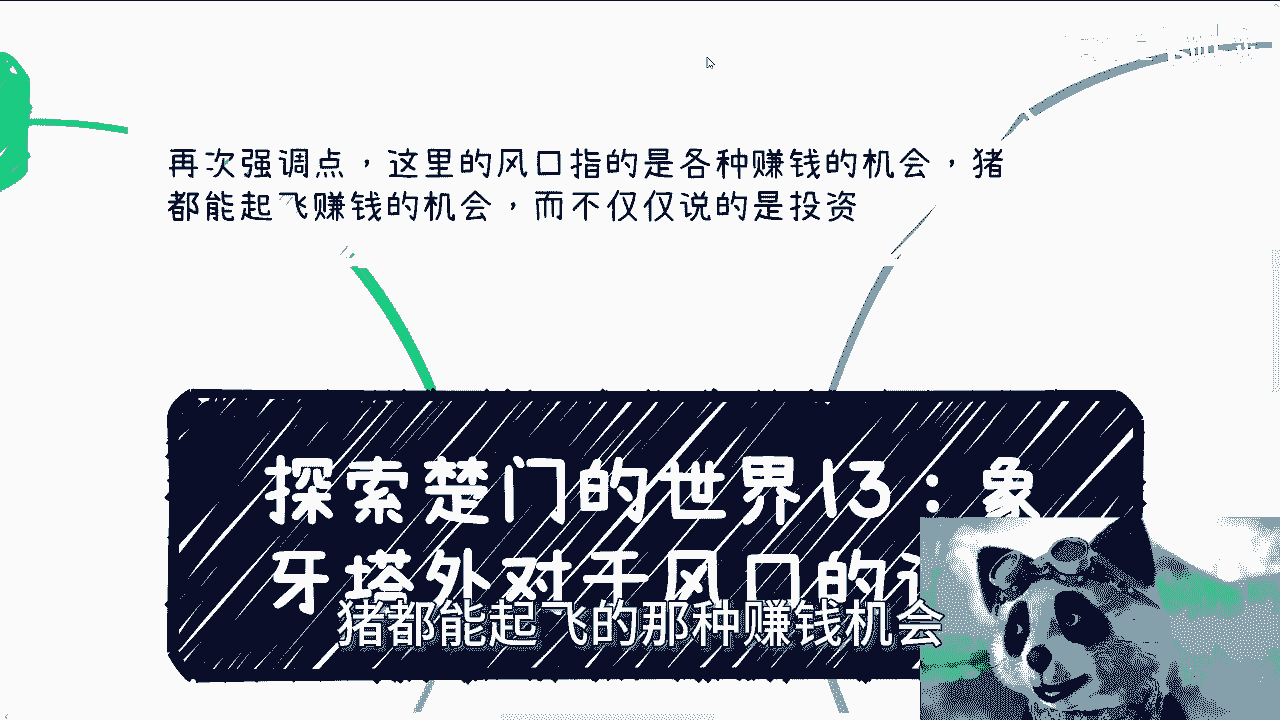 再次强调点，这里的风口指的是各种赚钱的机会，猪
都能起飞赚钱的机会，而不仅仅说的是投资
探索楚门的世界13：象
牙塔外对于风口的
猪都能起飞的那种赚钱机会